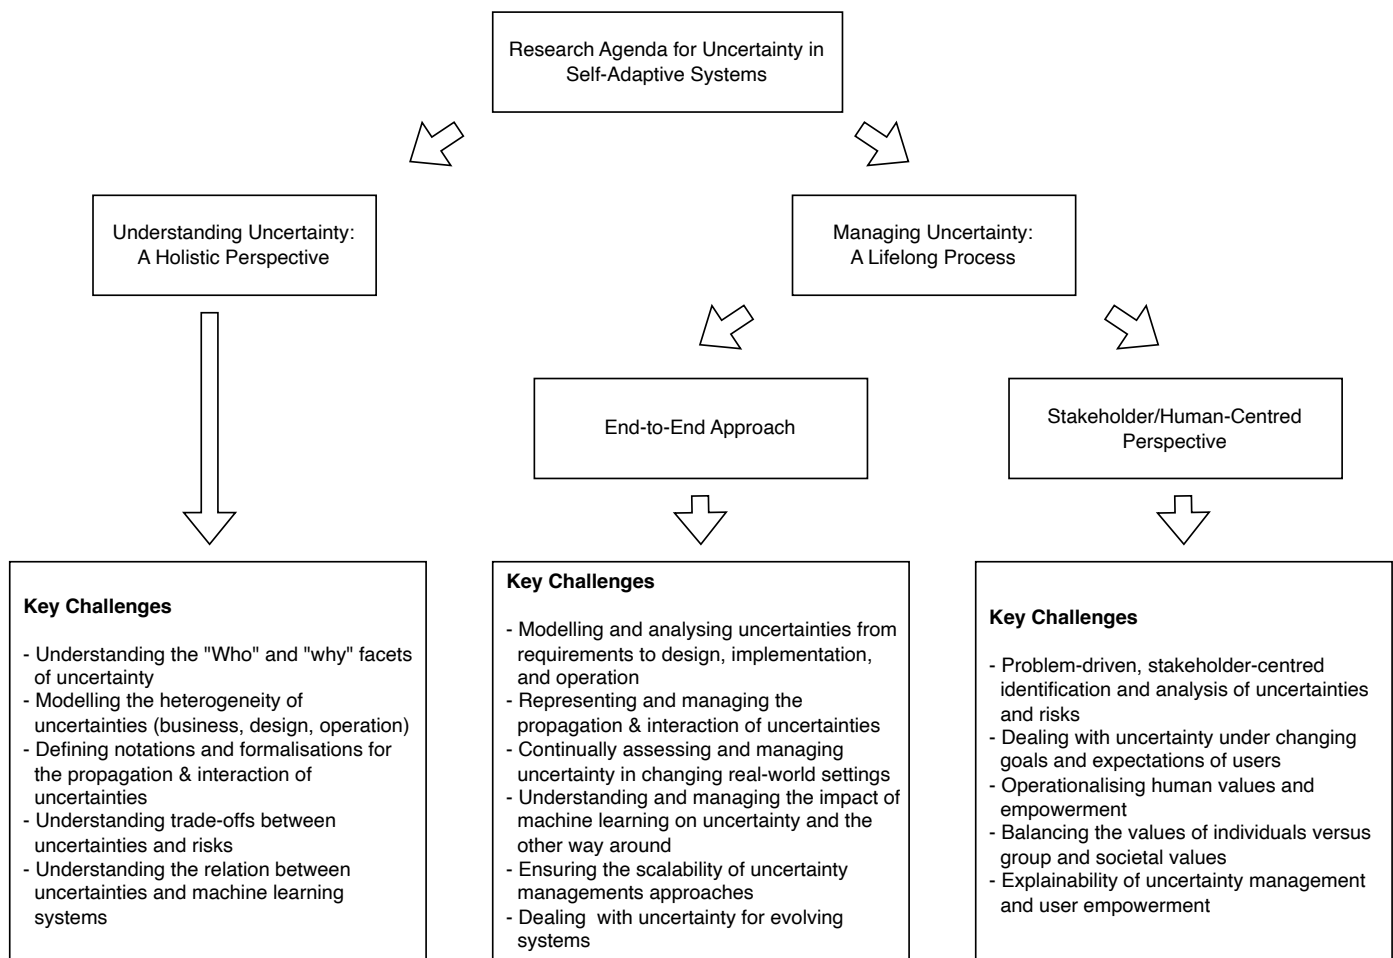 Research Agenda for Uncertainty in
Self-Adaptive Systems
Understanding Uncertainty:
A Holistic Perspective
Managing Uncertainty:
A Lifelong Process
End-to-End Approach
Stakeholder/Human-Centred
Perspective
Key Challenges
- Understanding the "Who" and "why" facets
of uncertainty
- Modelling the heterogeneity of
uncertainties (business, design, operation)
- Defining notations and formalisations for
the propagation & interaction of
uncertainties
- Understanding trade-offs between
uncertainties and risks
- Understanding the relation between
uncertainties and machine learning
systems
Key Challenges
- Modelling and analysing uncertainties from
requirements to design, implementation,
and operation
- Representing and managing the
propagation & interaction of uncertainties
- Continually assessing and managing
uncertainty in changing real-world settings
- Understanding and managing the impact of
machine learning on uncertainty and the
other way around
- Ensuring the scalability of uncertainty
managements approaches
- Dealing with uncertainty for evolving
systems
Key Challenges
- Problem-driven, stakeholder-centred
identification and analysis of uncertainties
and risks
- Dealing with uncertainty under changing
goals and expectations of users
- Operationalising human values and
empowerment
- Balancing the values of individuals versus
group and societal values
- Explainability of uncertainty management
and user empowerment